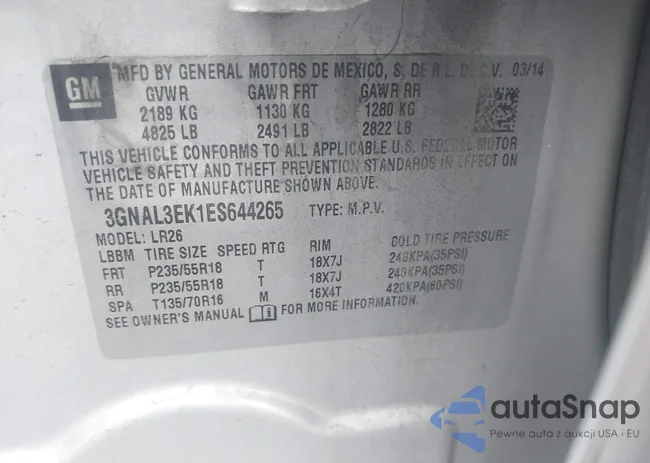 GM
MFD BY GENERAL MOTORS DE MEXICO, S. DE R.L. DE C.V. 03/14
GVWR GAWR FRT GAWR RR
2189 KG 1130 KG 1280 KG
4825 LB 2491 LB 2822 LB
THIS VEHICLE CONFORMS TO ALL APPLICABLE U.S. FEDERAL MOTOR
VEHICLE SAFETY AND THEFT PREVENTION STANDARDS IN EFFECT ON
THE DATE OF MANUFACTURE SHOWN ABOVE.
3GNAL3EK1ES644265 TYPE: M.P.V.
MODEL: LR26
LBBM TIRE SIZE SPEED RTG RIM COLD TIRE PRESSURE
FRT P235/55R18 T 18X7J 240KPA(35PSI)
RR P235/55R18 T 18X7J 240KPA(35PSI)
SPA T135/70R16 M 16X4T 420KPA(60PSI)
SEE OWNER'S MANUAL FOR MORE INFORMATION.
autaSnap
Pewne auta z aukcji USA i EU